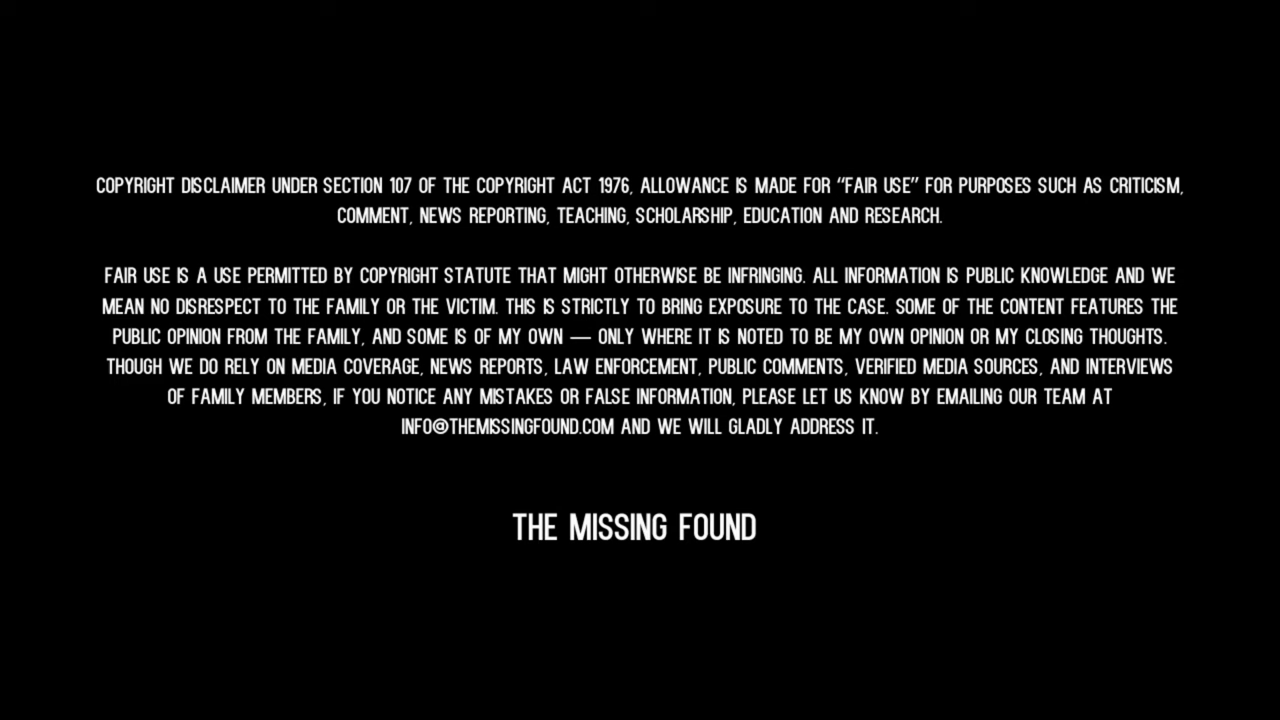 COPYRIGHT DISCLAIMER UNDER SECTION 107 OF THE COPYRIGHT ACT 1976, ALLOWANCE IS MADE FOR “FAIR USE” FOR PURPOSES SUCH AS CRITICISM,
COMMENT, NEWS REPORTING, TEACHING, SCHOLARSHIP, EDUCATION AND RESEARCH.
FAIR USE IS A USE PERMITTED BY COPYRIGHT STATUTE THAT MIGHT OTHERWISE BE INFRINGING. ALL INFORMATION IS PUBLIC KNOWLEDGE AND WE
MEAN NO DISRESPECT TO THE FAMILY OR THE VICTIM. THIS IS STRICTLY TO BRING EXPOSURE TO THE CASE. SOME OF THE CONTENT FEATURES THE
PUBLIC OPINION FROM THE FAMILY, AND SOME IS OF MY OWN — ONLY WHERE IT IS NOTED TO BE MY OWN OPINION OR MY CLOSING THOUGHTS.
THOUGH WE DO RELY ON MEDIA COVERAGE, NEWS REPORTS, LAW ENFORCEMENT, PUBLIC COMMENTS, VERIFIED MEDIA SOURCES, AND INTERVIEWS
OF FAMILY MEMBERS, IF YOU NOTICE ANY MISTAKES OR FALSE INFORMATION, PLEASE LET US KNOW BY EMAILING OUR TEAM AT
INFO@THEMISSINGFOUND.COM AND WE WILL GLADLY ADDRESS IT.
THE MISSING FOUND